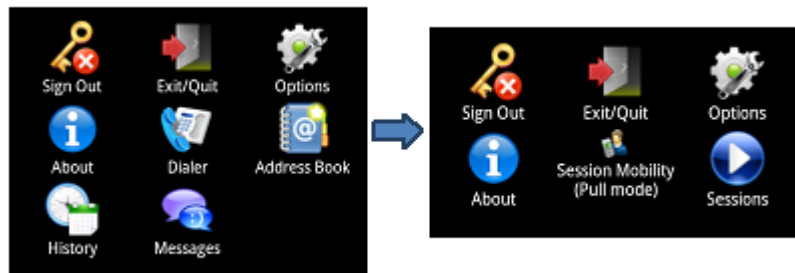 Sign Out Exit/Quit Options
About Dialer Address Book
History Messages
Sign Out Exit/Quit Options
Session Mobility
(Pull mode)
About Sessions